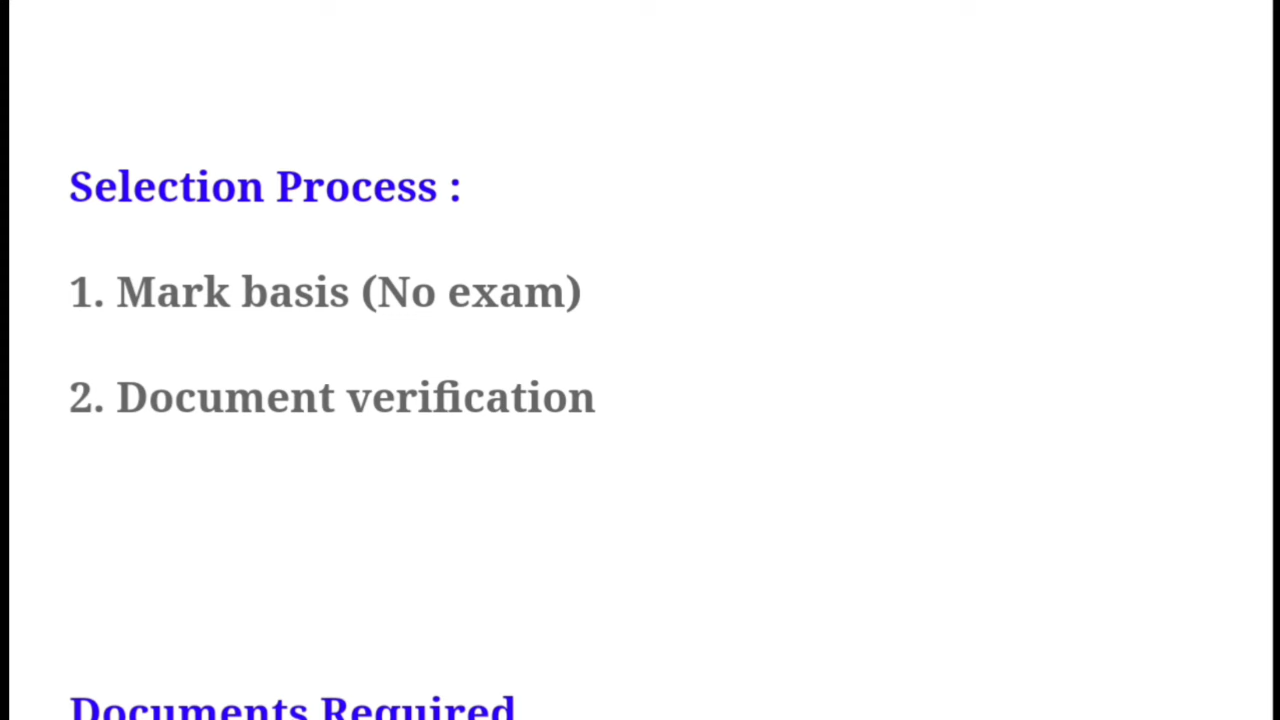 Selection Process :
1. Mark basis (No exam)
2. Document verification
Documents Required